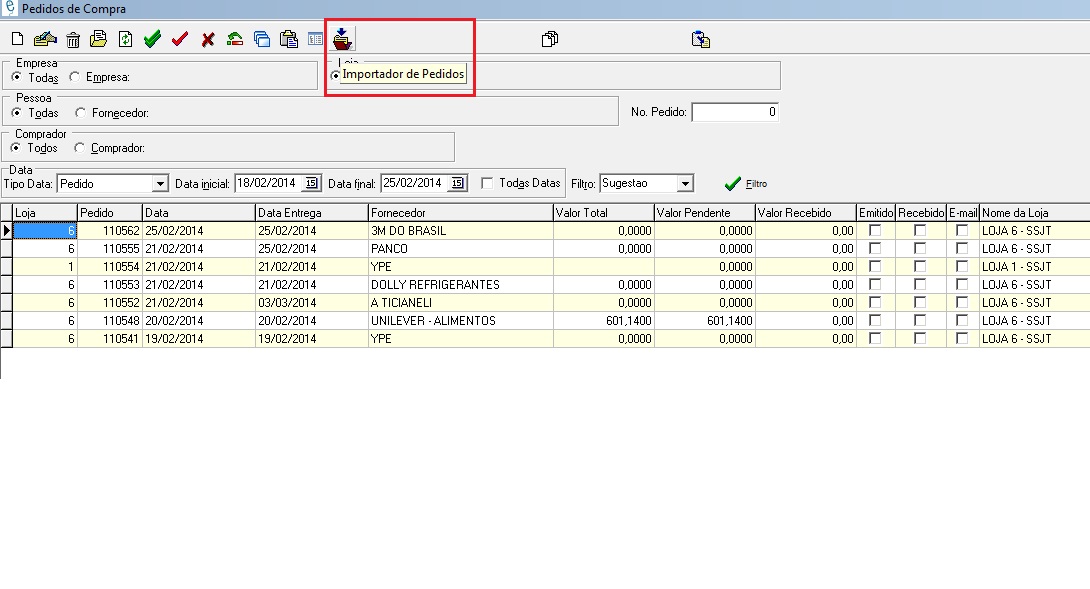 Pedidos de Compra
Importador de Pedidos
Empresa
Todas Empresa:
Pessoa
Todas Fornecedor:
No. Pedido: 0
Comprador
Todos Comprador:
Data
Tipo Data: Pedido Data inicial: 18/02/2014 15 Data final: 25/02/2014 15 Todas Datas Filtro: Sugestao Filtro
Loja Pedido Data Data Entrega Fornecedor Valor Total Valor Pendente Valor Recebido Emitido Recebido E-mail Nome da Loja
6 110562 25/02/2014 25/02/2014 3M DO BRASIL 0,0000 0,0000 0,00 LOJA 6 - SSJT
6 110555 21/02/2014 25/02/2014 PANCO 0,0000 0,0000 0,00 LOJA 6 - SSJT
1 110554 21/02/2014 21/02/2014 YPE 0,0000 0,00 LOJA 1 - SSJT
6 110553 21/02/2014 21/02/2014 DOLLY REFRIGERANTES 0,0000 0,0000 0,00 LOJA 6 - SSJT
6 110552 21/02/2014 03/03/2014 A TICIANELI 0,0000 0,0000 0,00 LOJA 6 - SSJT
6 110548 20/02/2014 20/02/2014 UNILEVER - ALIMENTOS 601,1400 601,1400 0,00 LOJA 6 - SSJT
6 110541 19/02/2014 19/02/2014 YPE 0,0000 0,0000 0,00 LOJA 6 - SSJT